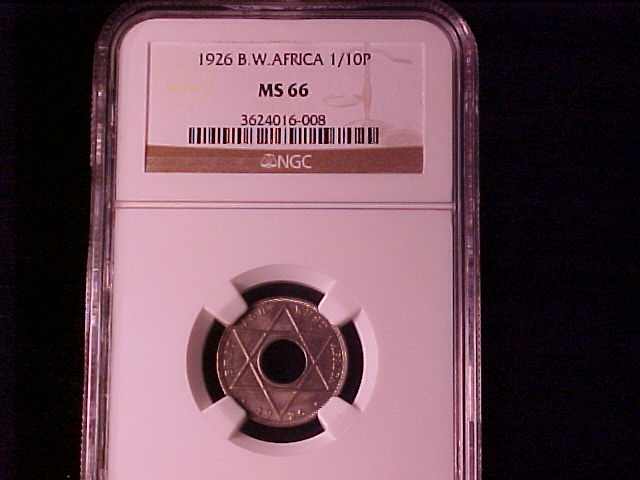 1926 B.W.AFRICA 1/10P
MS 66
3624016-008
NGC